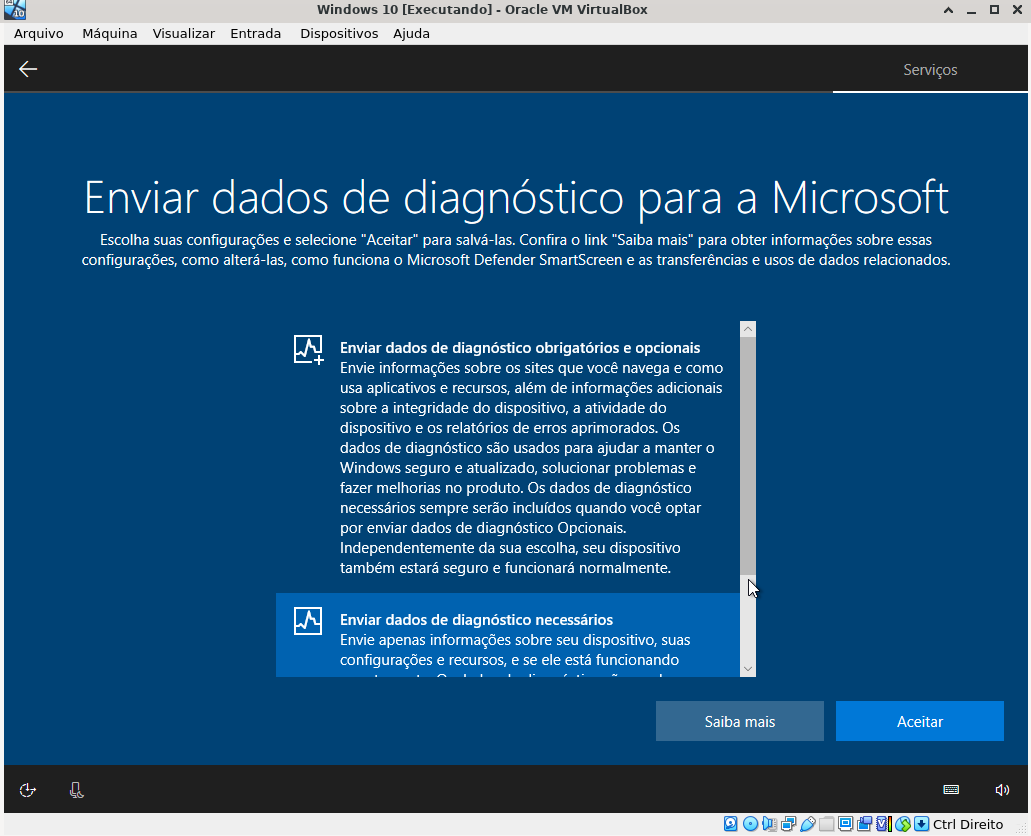 Windows 10 [Executando] - Oracle VM VirtualBox
Arquivo Máquina Visualizar Entrada Dispositivos Ajuda
Serviços
Enviar dados de diagnóstico para a Microsoft
Escolha suas configurações e selecione "Aceitar" para salvá-las. Confira o link "Saiba mais" para obter informações sobre essas
configurações, como alterá-las, como funciona o Microsoft Defender SmartScreen e as transferências e usos de dados relacionados.
Enviar dados de diagnóstico obrigatórios e opcionais
Envie informações sobre os sites que você navega e como
usa aplicativos e recursos, além de informações adicionais
sobre a integridade do dispositivo, a atividade do
dispositivo e os relatórios de erros aprimorados. Os
dados de diagnóstico são usados para ajudar a manter o
Windows seguro e atualizado, solucionar problemas e
fazer melhorias no produto. Os dados de diagnóstico
necessários sempre serão incluídos quando você optar
por enviar dados de diagnóstico Opcionais.
Independentemente da sua escolha, seu dispositivo
também estará seguro e funcionará normalmente.
Enviar dados de diagnóstico necessários
Envie apenas informações sobre seu dispositivo, suas
configurações e recursos, e se ele está funcionando
Saiba mais
Aceitar
Ctrl Direito